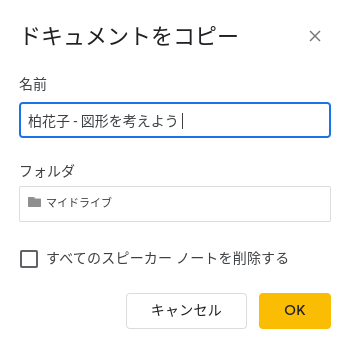 ドキュメントをコピー
名前
柏花子 - 図形を考えよう
フォルダ
マイドライブ
すべてのスピーカー ノートを削除する
キャンセル
OK